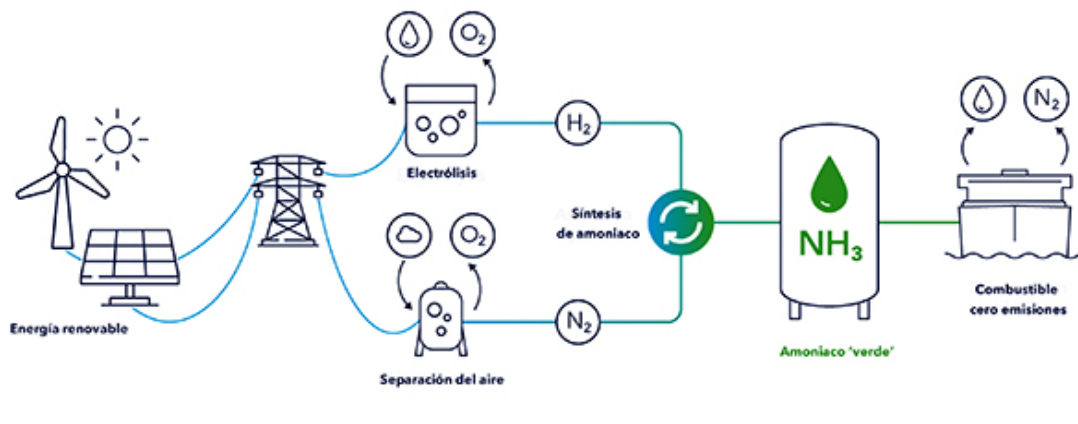 O2
Electrólisis
H2
Energía renovable
O2
Separación del aire
N2
Síntesis
de amoniaco
NH3
Amoniaco ‘verde’
N2
Combustible
cero emisiones